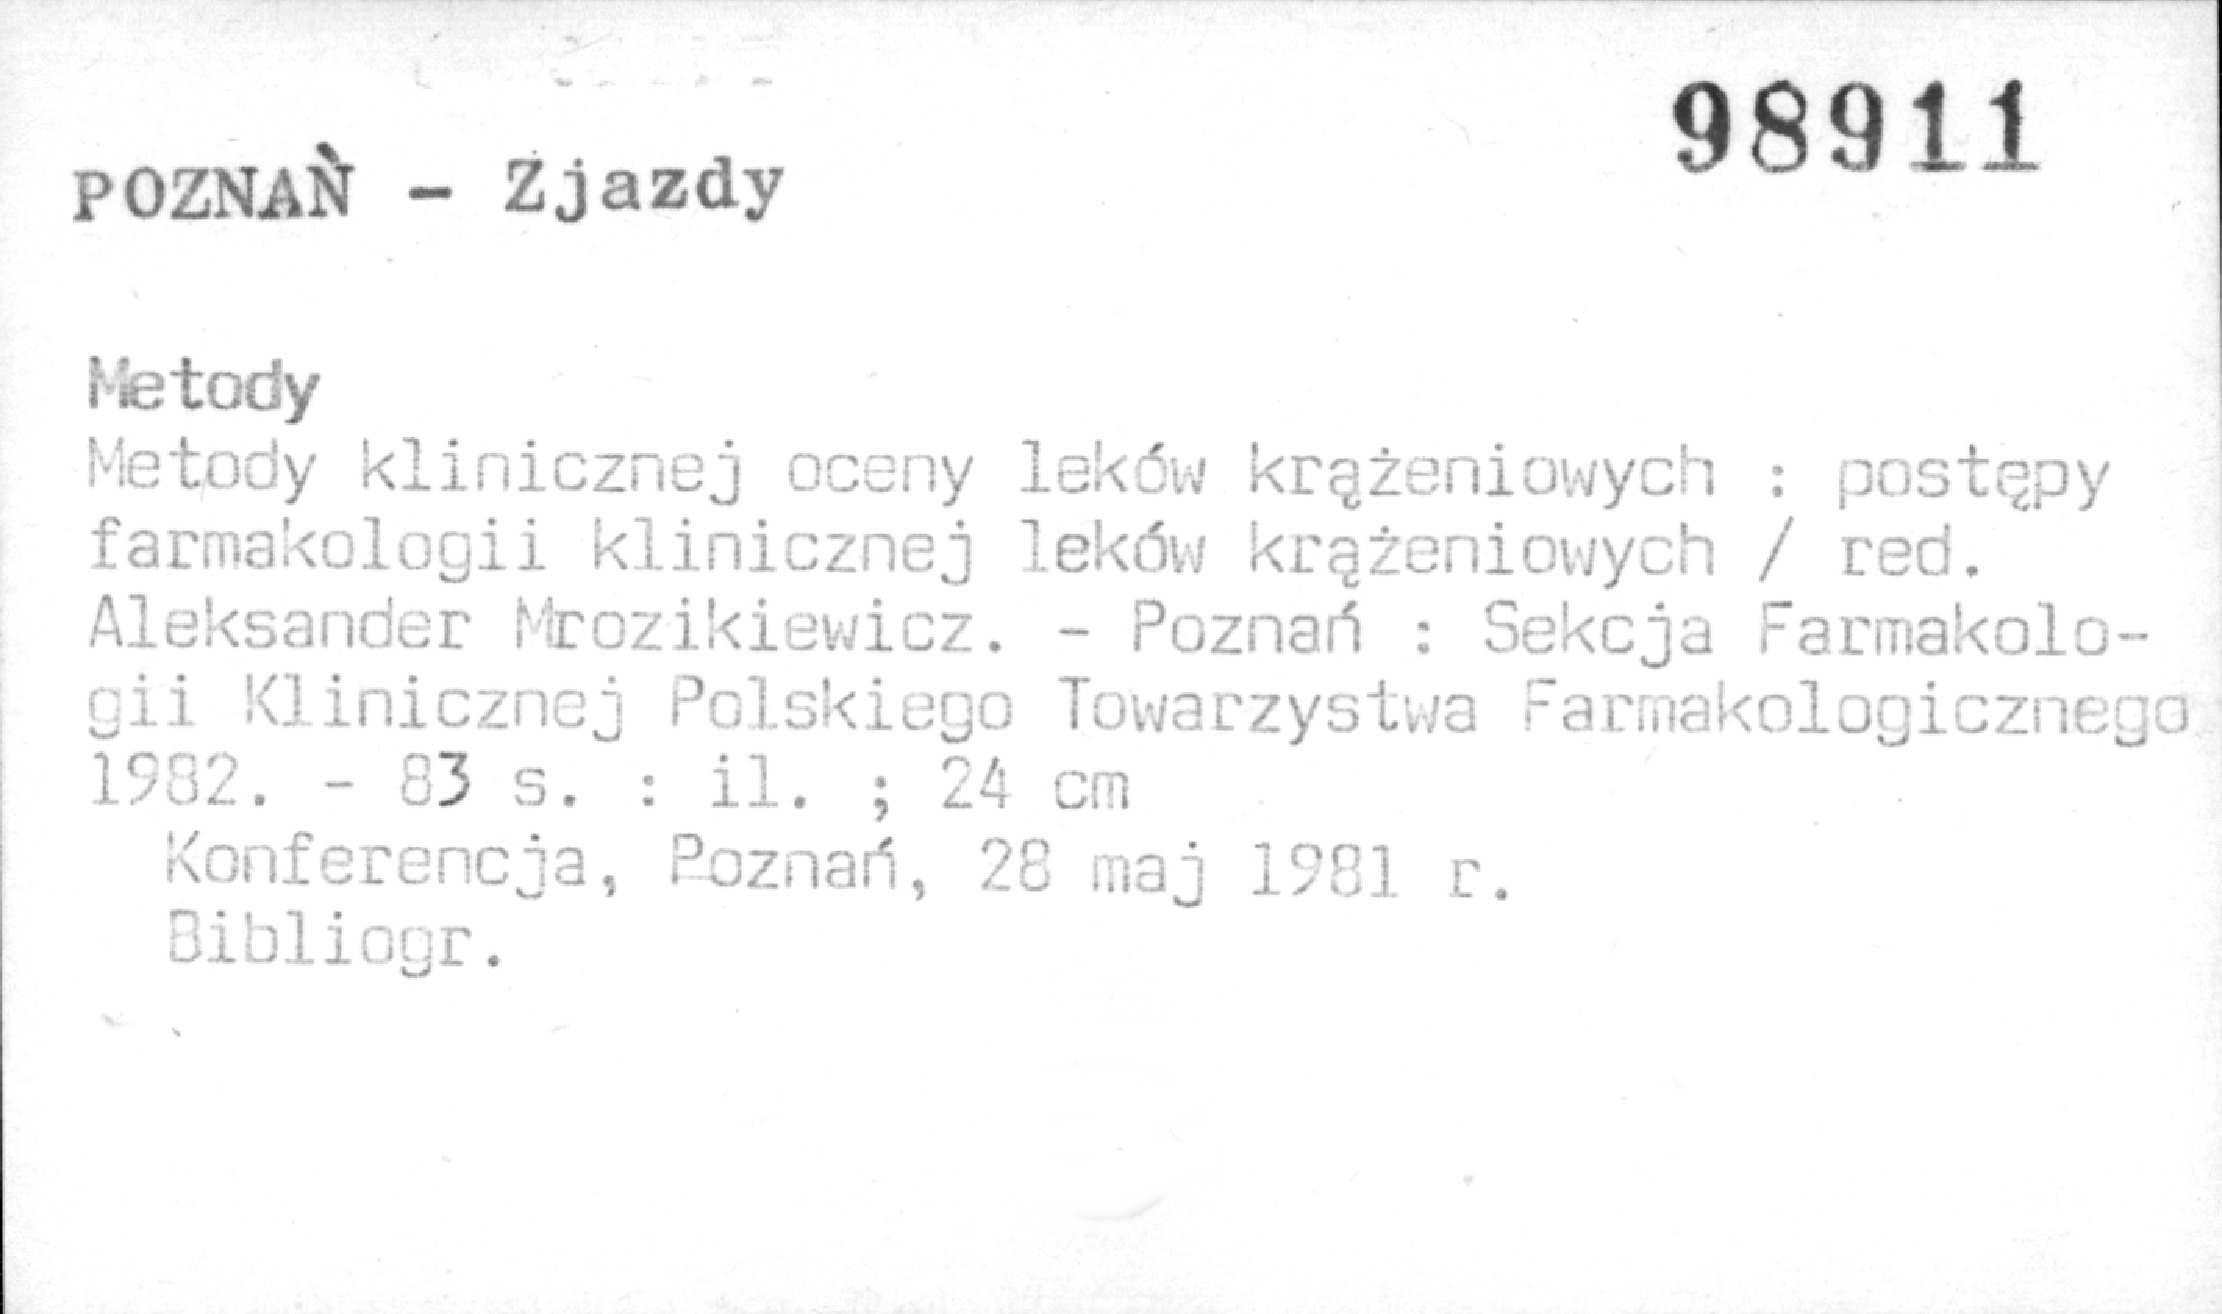 98911
POZNAŃ - Zjazdy
Metody
Metody klinicznej oceny leków krążeniowych : postępy
farmakologii klinicznej leków krążeniowych / red.
Aleksander Mrozikiewicz. - Poznań : Sekcja Farmakolo-
gii Klinicznej Polskiego Towarzystwa Farmakologicznego
1982. - 83 s. : il. ; 24 cm
Konferencja, Poznań, 28 maj 1981 r.
Bibliogr.